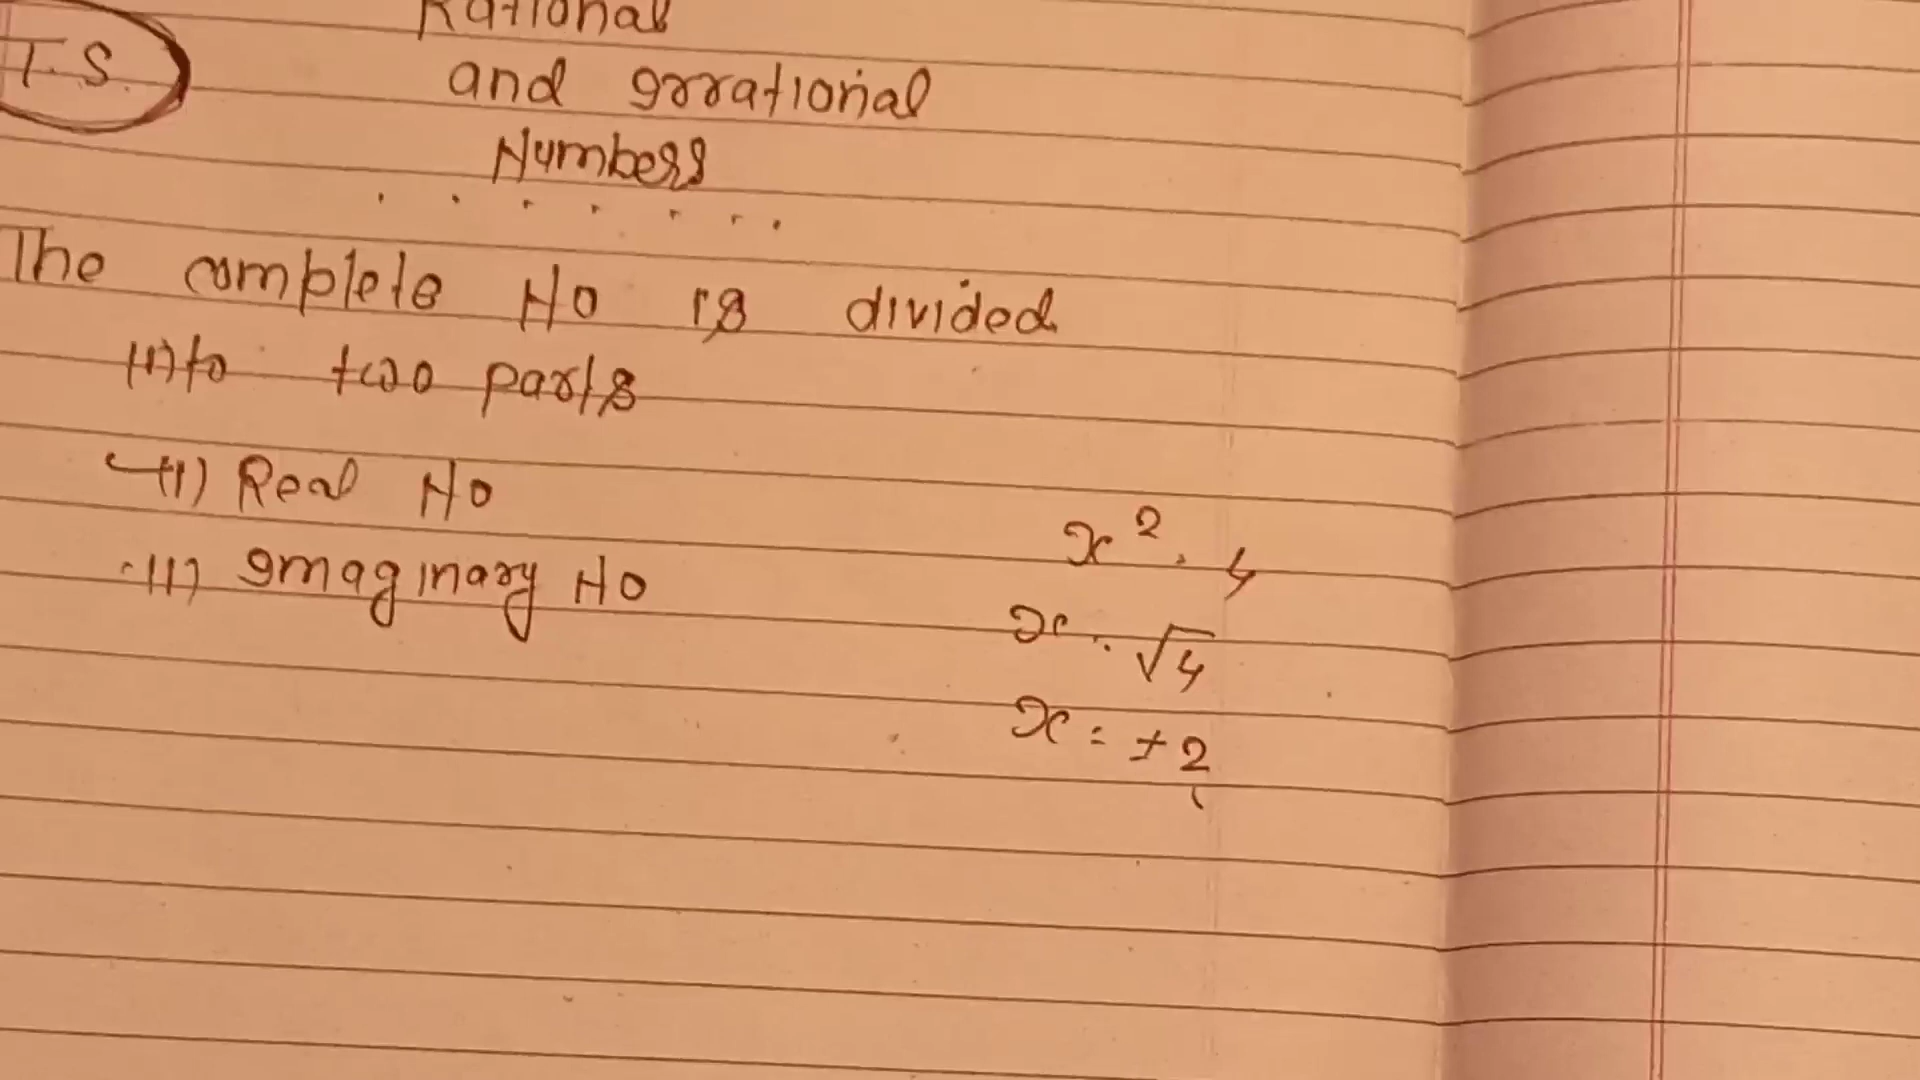 Rational
T.S.
and Irrational
Numbers
The complete No is divided
into two parts
(i) Real No
(ii) Imaginary No
x² = 4
x = √4
x = ±2